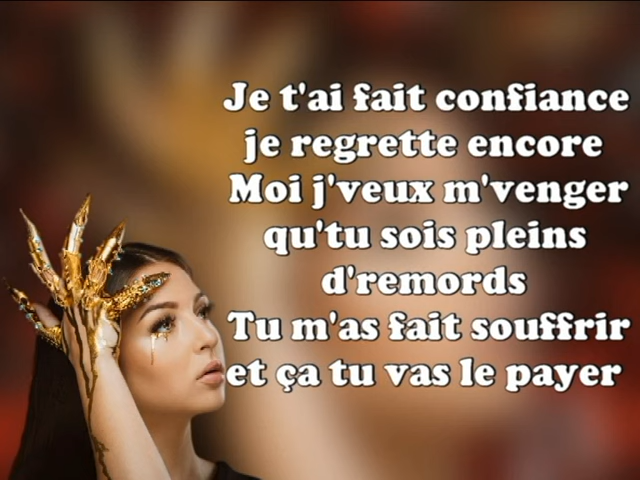 Je t'ai fait confiance
je regrette encore
Moi j'veux m'venger
qu'tu sois pleins
d'remords
Tu m'as fait souffrir
et ça tu vas le payer